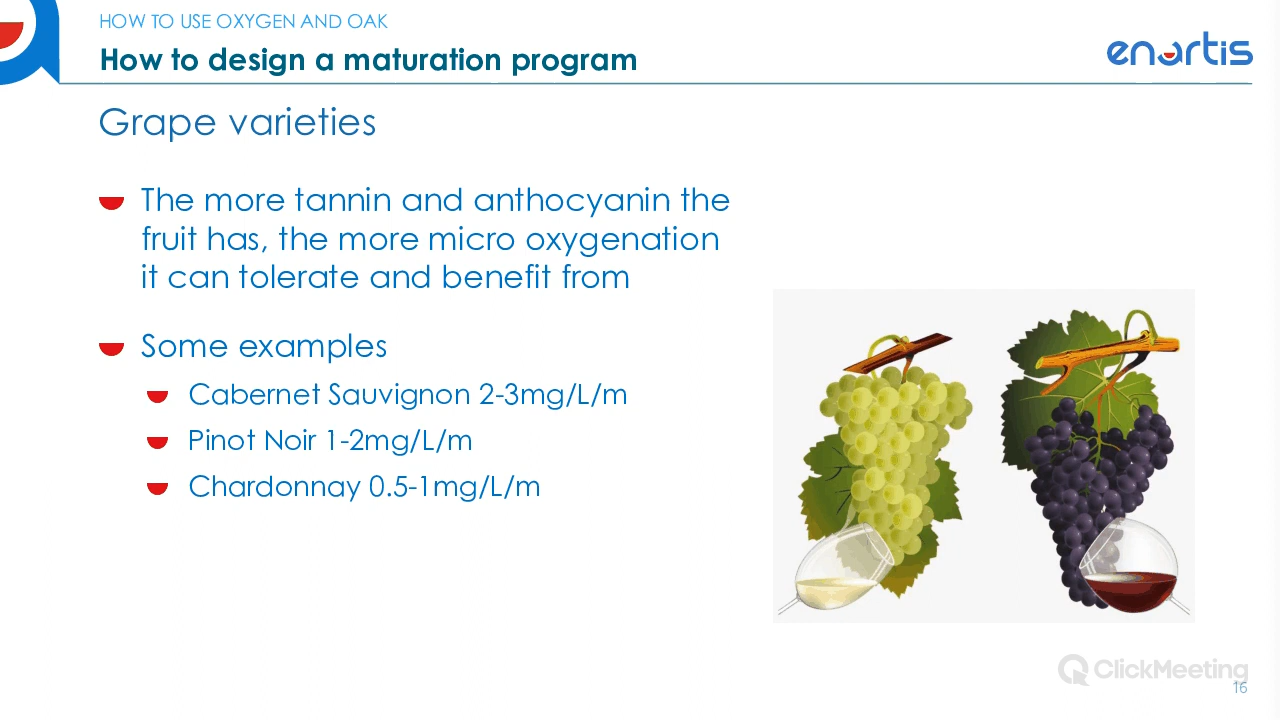 HOW TO USE OXYGEN AND OAK
How to design a maturation program
enartis
Grape varieties
The more tannin and anthocyanin the
fruit has, the more micro oxygenation
it can tolerate and benefit from
Some examples
Cabernet Sauvignon 2-3mg/L/m
Pinot Noir 1-2mg/L/m
Chardonnay 0.5-1mg/L/m
ClickMeeting
16